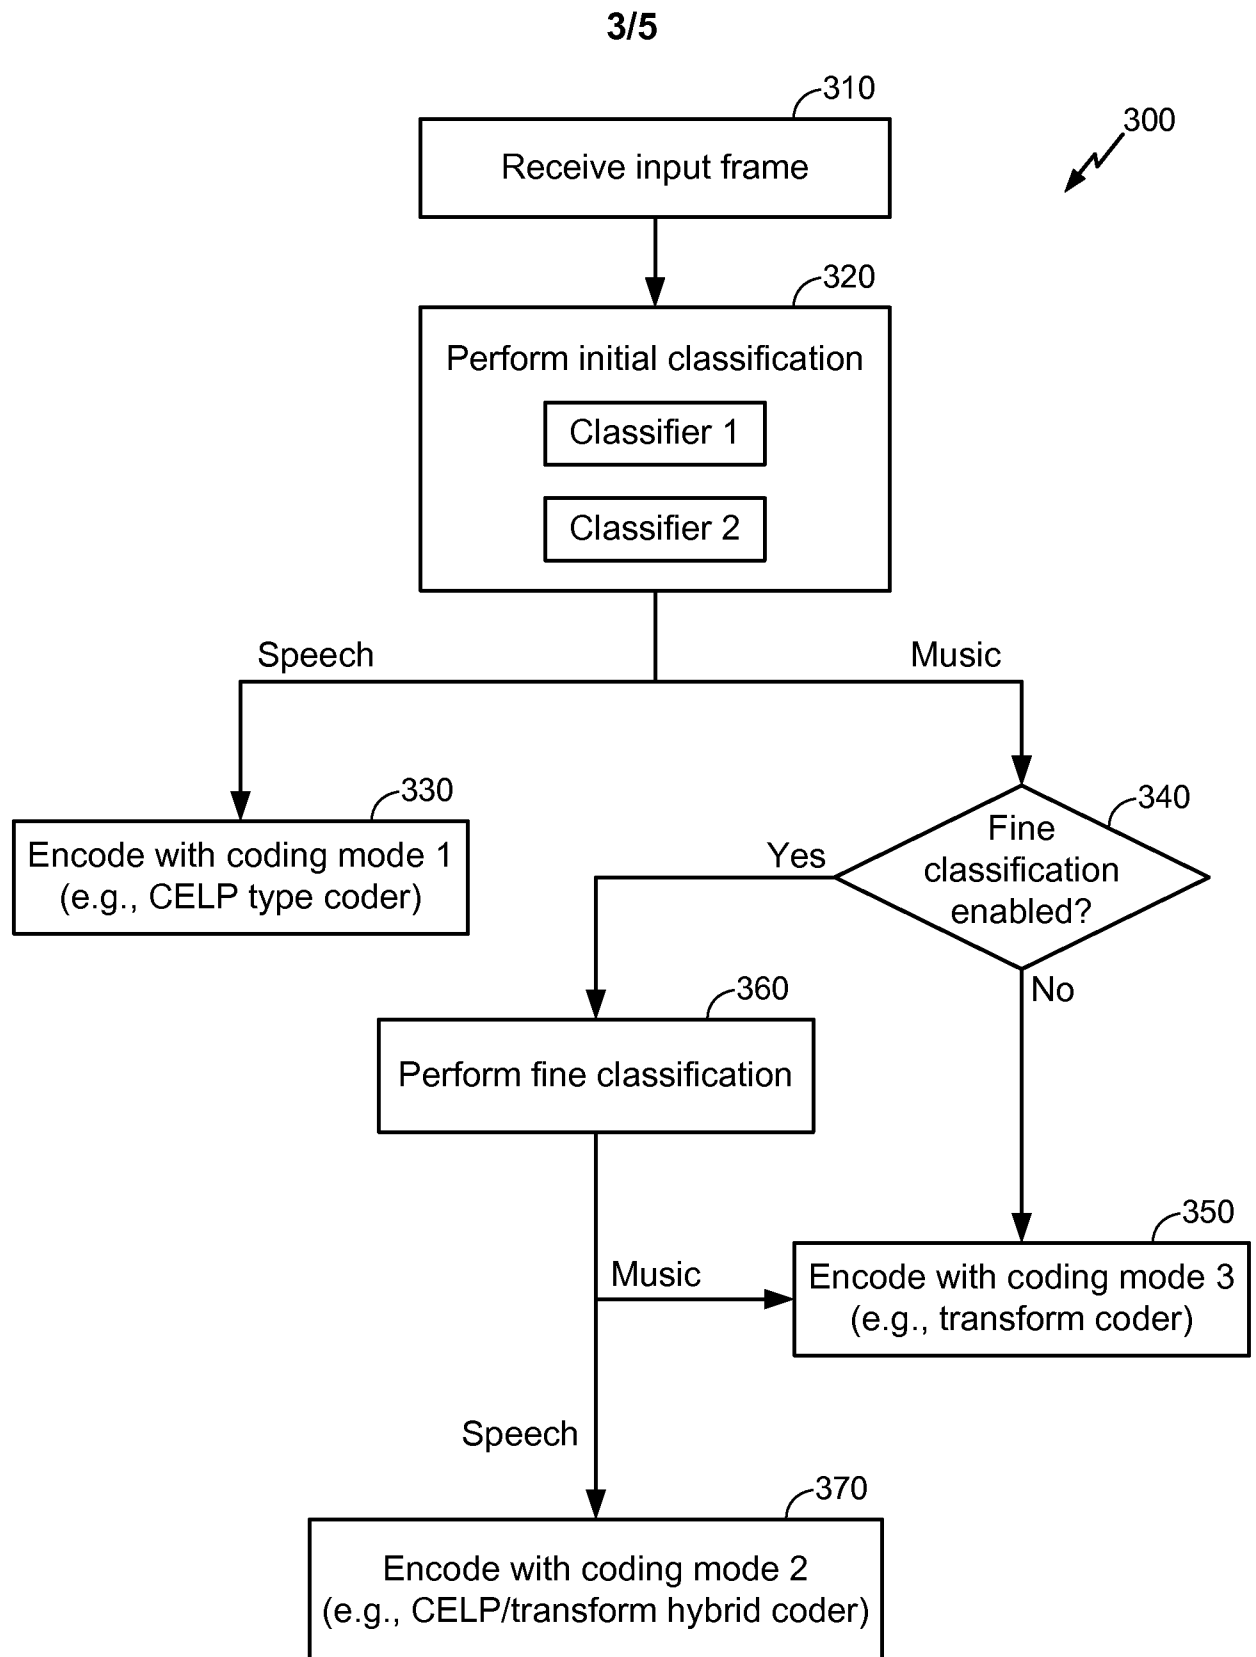 3/5
310
300
Receive input frame
320
Perform initial classification
Classifier 1
Classifier 2
Speech
Music
330
340
Encode with coding mode 1
(e.g., CELP type coder)
Yes
Fine
classification
enabled?
No
360
Perform fine classification
350
Music
Encode with coding mode 3
(e.g., transform coder)
Speech
370
Encode with coding mode 2
(e.g., CELP/transform hybrid coder)